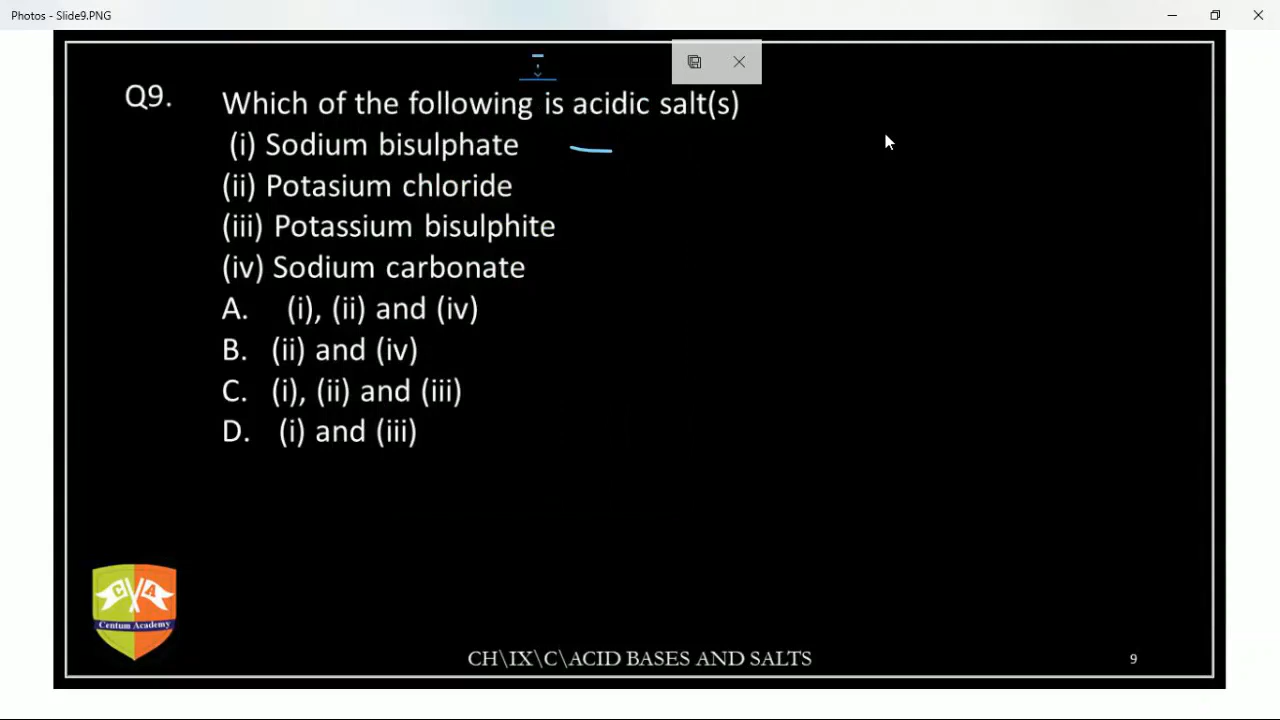 Photos - Slide9.PNG
Q9. Which of the following is acidic salt(s)
(i) Sodium bisulphate
(ii) Potasium chloride
(iii) Potassium bisulphite
(iv) Sodium carbonate
A. (i), (ii) and (iv)
B. (ii) and (iv)
C. (i), (ii) and (iii)
D. (i) and (iii)
C A
Centum Academy
CH\IX\C\ACID BASES AND SALTS
9